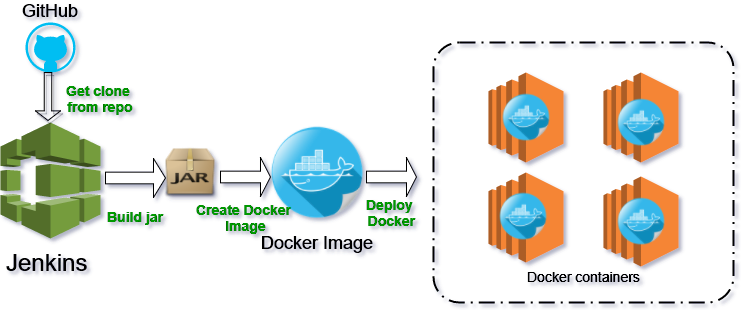 GitHub
Get clone
from repo
Jenkins
Build jar
JAR
Create Docker
Image
Docker Image
Deploy
Docker
Docker containers